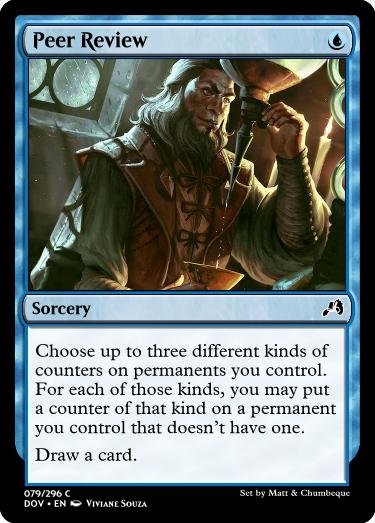 Peer Review
Sorcery
Choose up to three different kinds of
counters on permanents you control.
For each of those kinds, you may put
a counter of that kind on a permanent
you control that doesn't have one.
Draw a card.
079/296 C
Set by Matt & Chumbeque
DOV • EN Viviane Souza